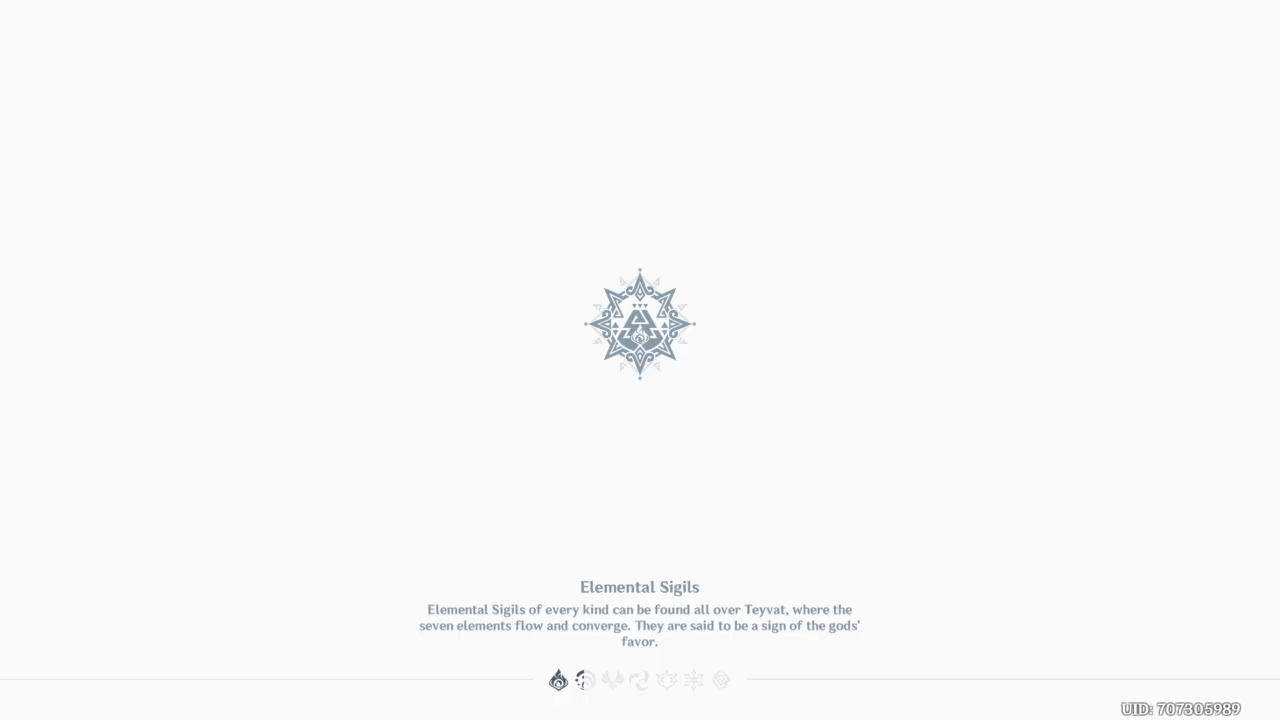 Elemental Sigils
Elemental Sigils of every kind can be found all over Teyvat, where the
seven elements flow and converge. They are said to be a sign of the gods'
favor.
UID: 707305989